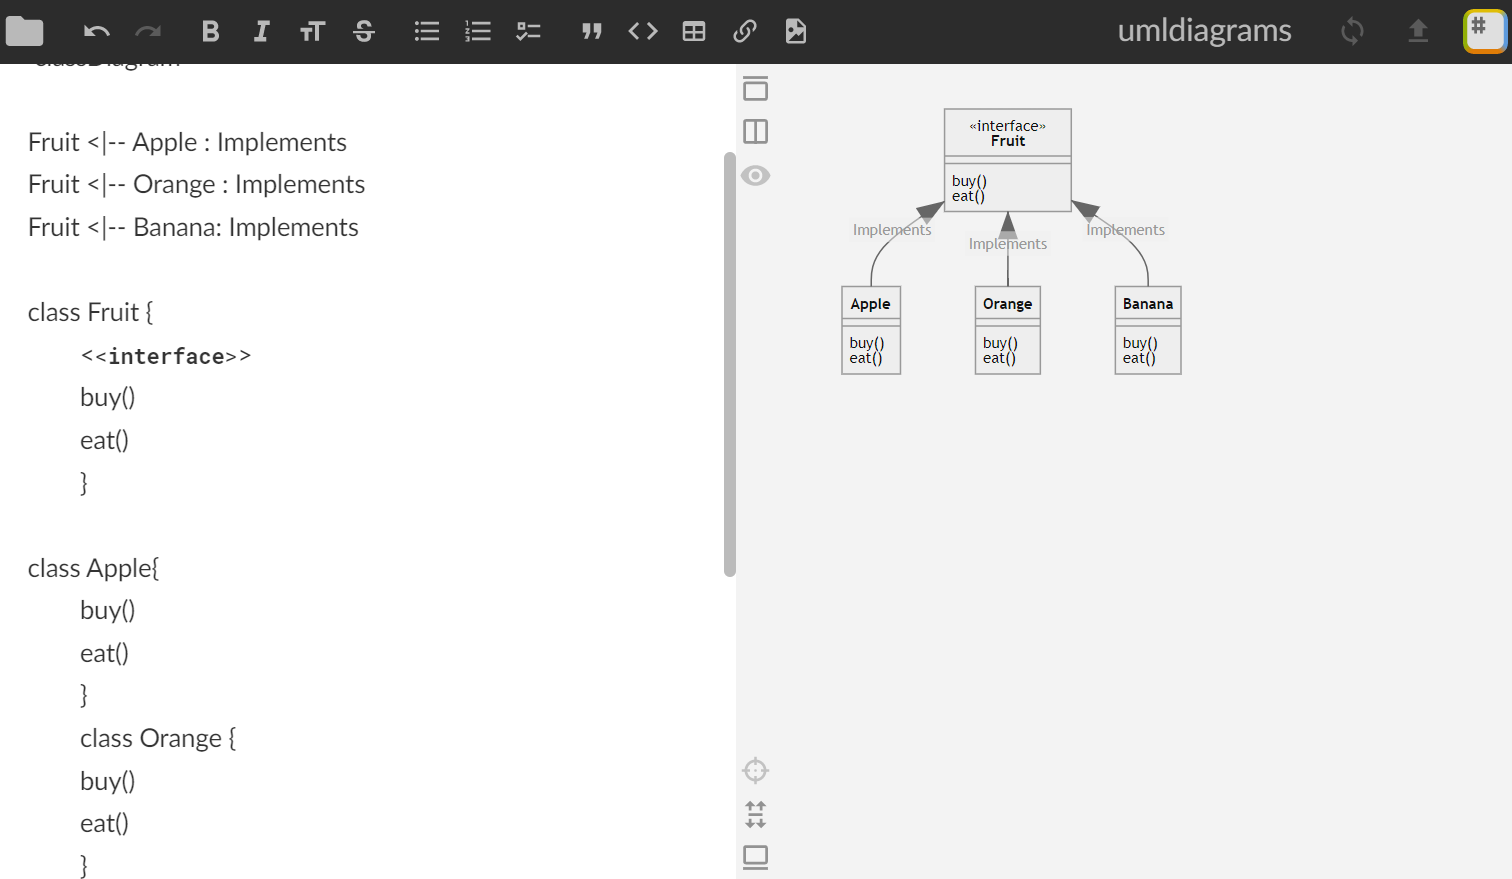 umldiagrams
classDiagram
Fruit <|-- Apple : Implements
Fruit <|-- Orange : Implements
Fruit <|-- Banana: Implements
class Fruit {
<<interface>>
buy()
eat()
}
class Apple{
buy()
eat()
}
class Orange {
buy()
eat()
}
«interface»
Fruit
buy()
eat()
Implements
Implements
Implements
Apple
buy()
eat()
Orange
buy()
eat()
Banana
buy()
eat()